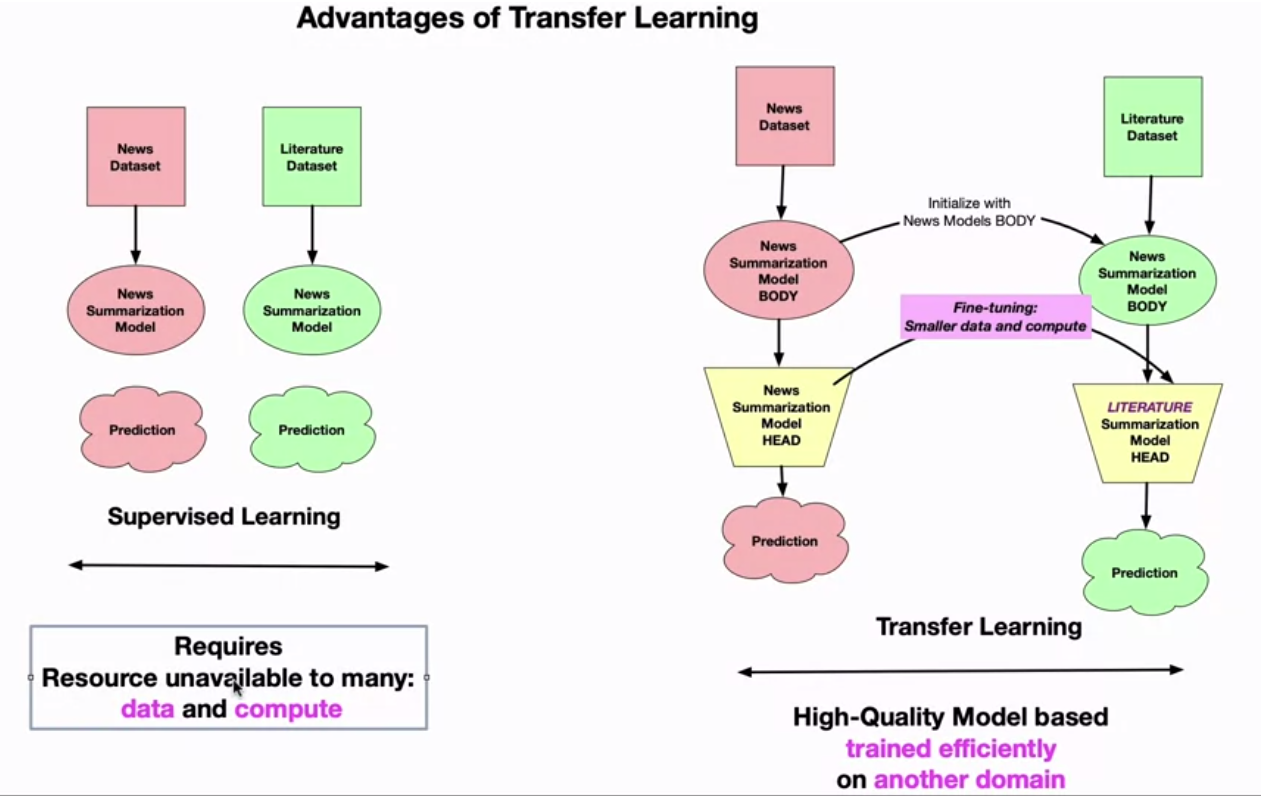 Advantages of Transfer Learning
News
Dataset
Literature
Dataset
News
Summarization
Model
News
Summarization
Model
Prediction
Prediction
Supervised Learning
Requires
Resource unavailable to many:
data and compute
News
Dataset
Literature
Dataset
Initialize with
News Models BODY
News
Summarization
Model
BODY
News
Summarization
Model
BODY
Fine-tuning:
Smaller data and compute
News
Summarization
Model
HEAD
LITERATURE
Summarization
Model
HEAD
Prediction
Prediction
Transfer Learning
High-Quality Model based
trained efficiently
on another domain